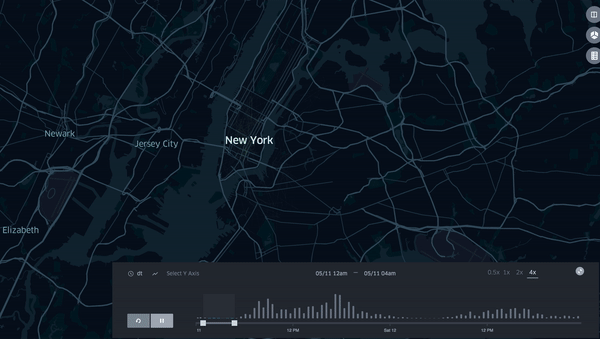 Newark
Jersey City
New York
Elizabeth
dt
Select Y Axis
05/11 12am — 05/11 04am
0.5x 1x 2x 4x
11
12 PM
Sat 12
12 PM